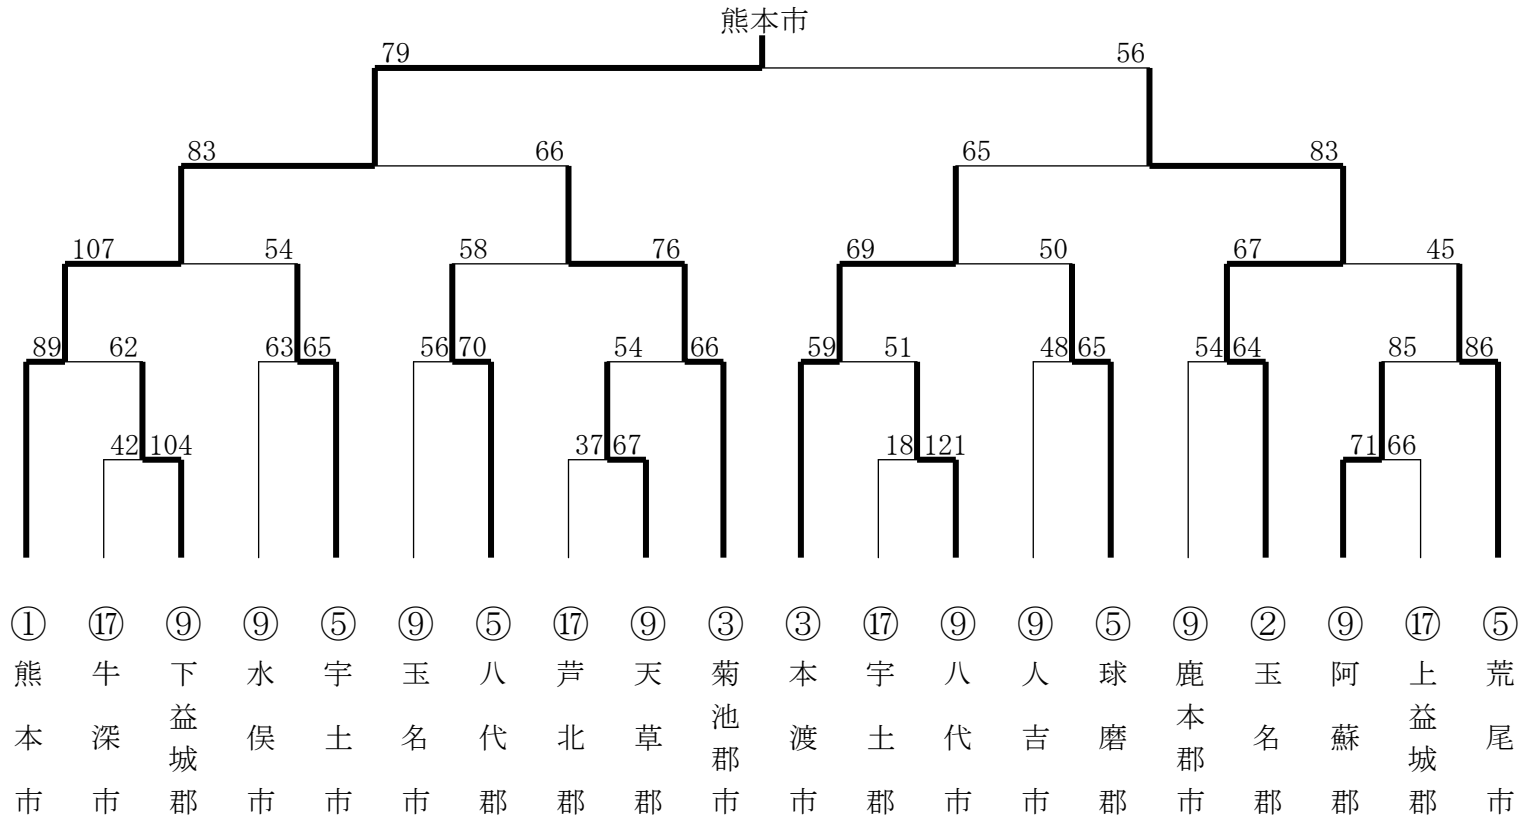 熊本市
79 56
83 66 65 83
107 54 58 76 69 50 67 45
89 62 63 65 56 70 54 66 59 51 48 65 54 64 85 86
42 104 37 67 18 121 71 66
① ⑰ ⑨ ⑨ ⑤ ⑨ ⑤ ⑰ ⑨ ③ ③ ⑰ ⑨ ⑨ ⑤ ⑨ ② ⑨ ⑰ ⑤
熊本市
牛深市
下益城郡
水俣市
宇土市
玉名市
八代郡
芦北郡
天草郡
菊池郡市
本渡市
宇土郡
八代市
人吉市
球磨郡
鹿本郡市
玉名郡
阿蘇郡
上益城郡
荒尾市